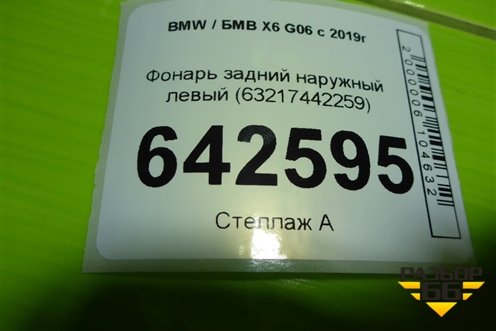 BMW / БМВ X6 G06 с 2019г
Фонарь задний наружный
левый (63217442259)
642595
Стеллаж А
2000006104632
РАЗБОР
66